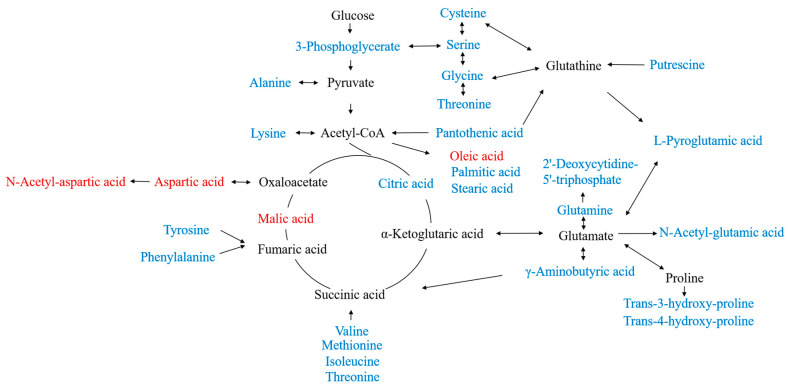 Glucose
Cysteine
3-Phosphoglycerate
Serine
Glutathine
Putrescine
Alanine
Pyruvate
Glycine
Threonine
Lysine
Acetyl-CoA
Pantothenic acid
L-Pyroglutamic acid
Oleic acid
Palmitic acid
Stearic acid
2'-Deoxycytidine-
5'-triphosphate
N-Acetyl-aspartic acid
Aspartic acid
Oxaloacetate
Citric acid
Glutamine
Malic acid
Tyrosine
Fumaric acid
α-Ketoglutaric acid
Glutamate
N-Acetyl-glutamic acid
Phenylalanine
γ-Aminobutyric acid
Proline
Succinic acid
Trans-3-hydroxy-proline
Trans-4-hydroxy-proline
Valine
Methionine
Isoleucine
Threonine